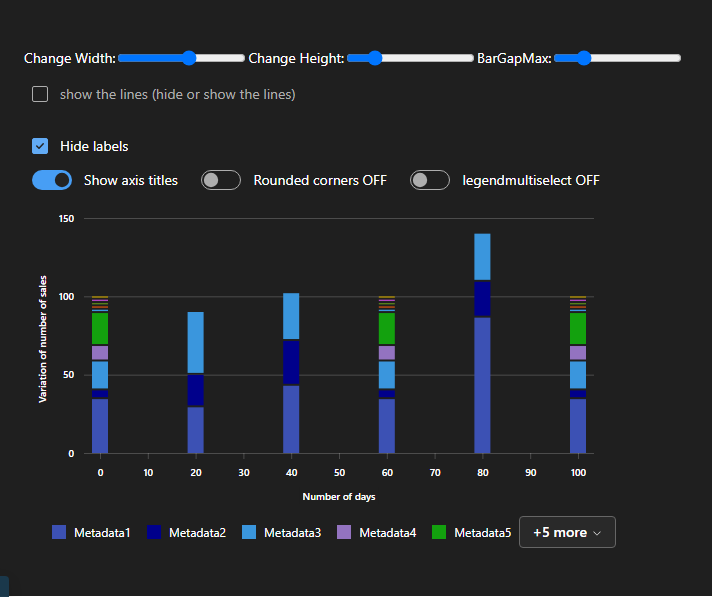 Change Width: Change Height: BarGapMax:
show the lines (hide or show the lines)
Hide labels
Show axis titles Rounded corners OFF legendmultiselect OFF
150
100
50
0
Variation of number of sales
0 10 20 30 40 50 60 70 80 90 100
Number of days
Metadata1 Metadata2 Metadata3 Metadata4 Metadata5 +5 more